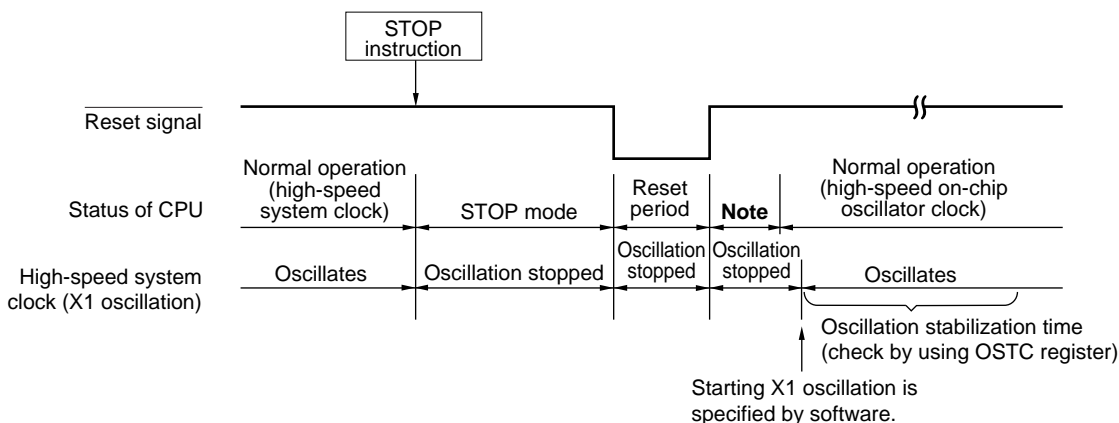 STOP
instruction
Reset signal
Status of CPU
Normal operation
(high-speed
system clock)
STOP mode
Reset
period
Note
Normal operation
(high-speed on-chip
oscillator clock)
High-speed system
clock (X1 oscillation)
Oscillates
Oscillation stopped
Oscillation
stopped
Oscillation
stopped
Oscillates
Oscillation stabilization time
(check by using OSTC register)
Starting X1 oscillation is
specified by software.